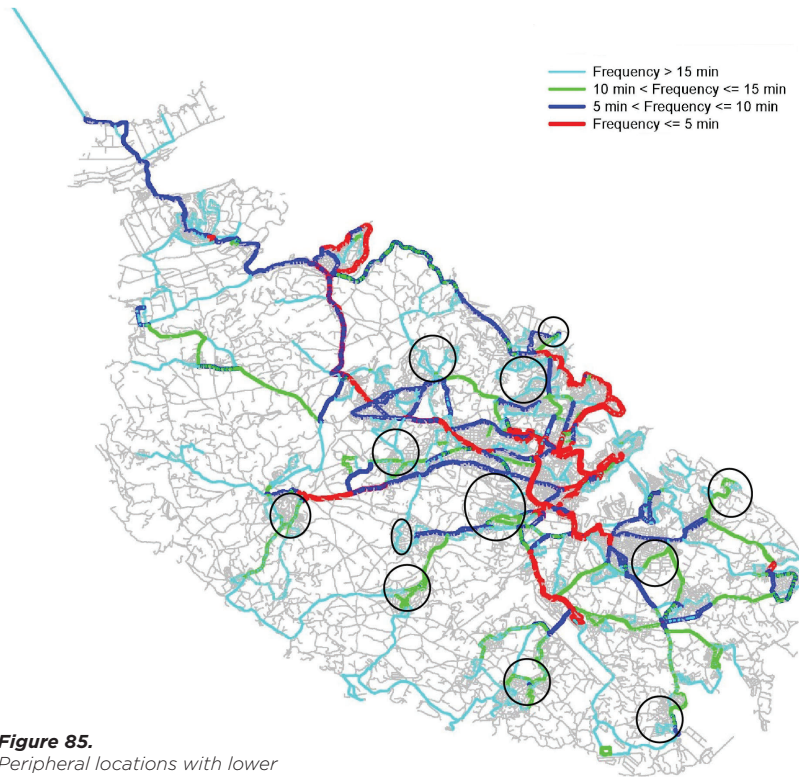 Frequency > 15 min
10 min < Frequency <= 15 min
5 min < Frequency <= 10 min
Frequency <= 5 min
Figure 85.
Peripheral locations with lower